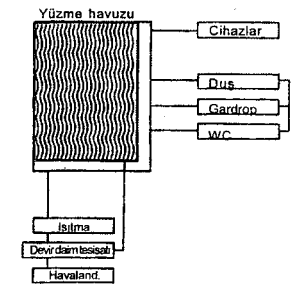 Yüzme havuzu
Cihazlar
Duş
Gardrop
WC
Isıtma
Devirdaim tesisatı
Havaland.